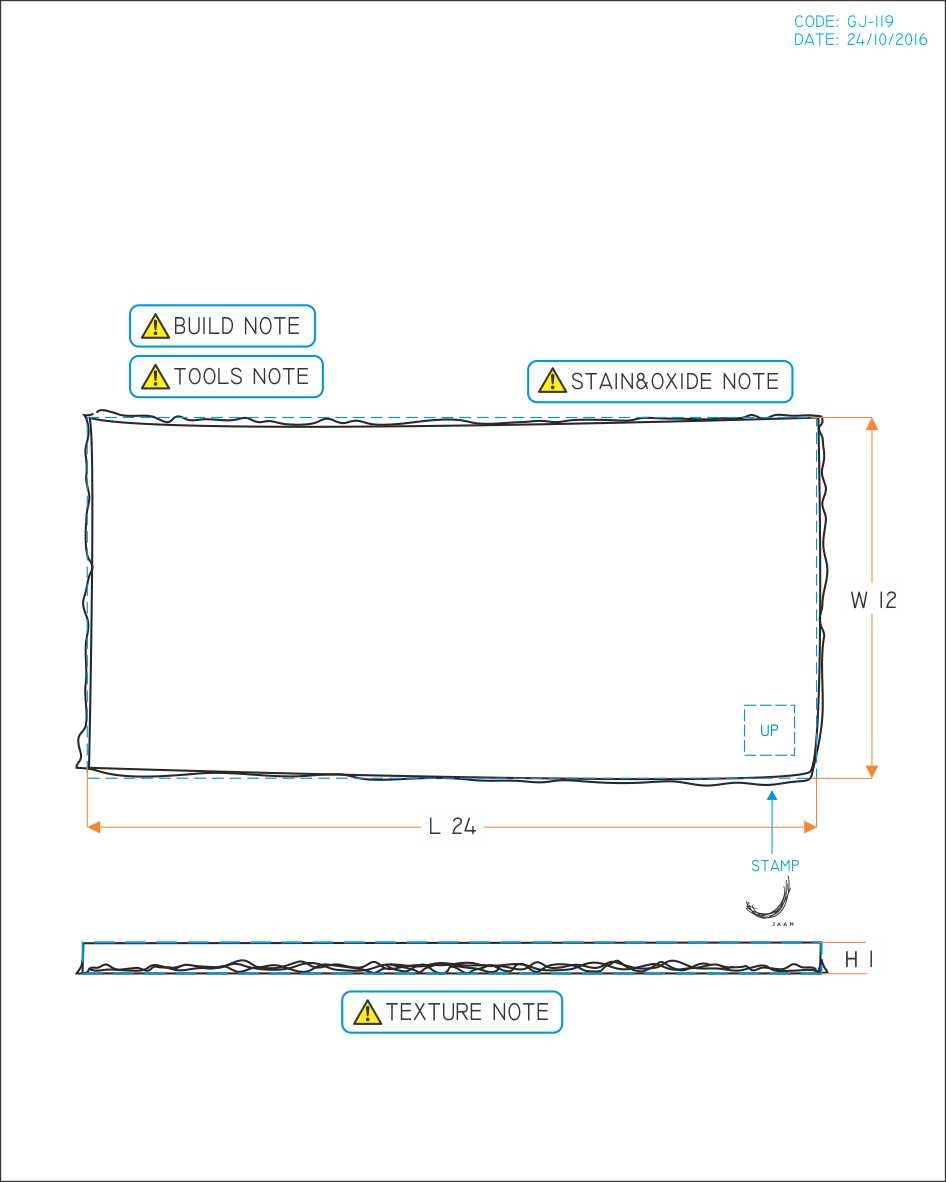 CODE: GJ-119
DATE: 24/10/2016
BUILD NOTE
TOOLS NOTE
STAIN&OXIDE NOTE
W 12
UP
L 24
STAMP
JAAN
H 1
TEXTURE NOTE